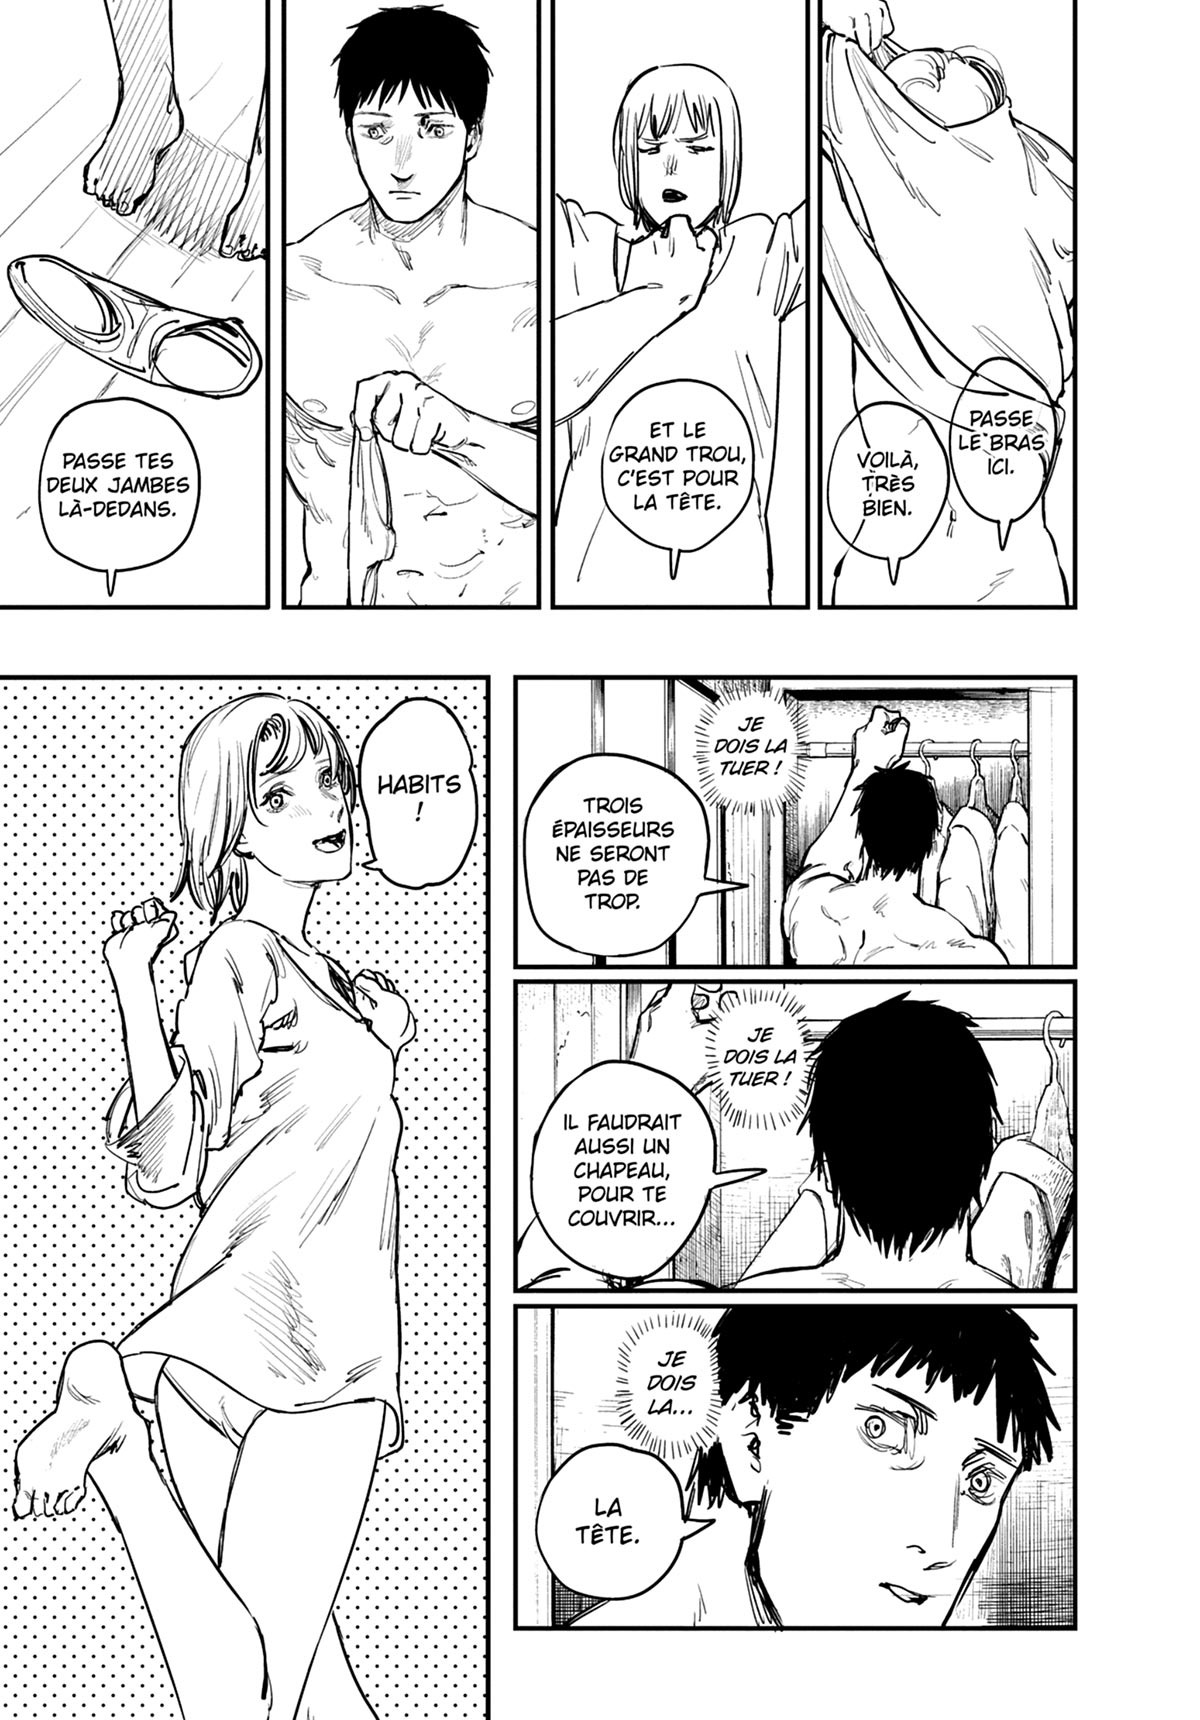 PASSE
LE BRAS
ICI.
VOILÀ,
TRÈS
BIEN.
ET LE
GRAND TROU,
C'EST POUR
LA TÊTE.
PASSE TES
DEUX JAMBES
LÀ-DEDANS.
JE
DOIS LA
TUER !
TROIS
ÉPAISSEURS
NE SERONT
PAS DE
TROP.
JE
DOIS LA
TUER !
IL FAUDRAIT
AUSSI UN
CHAPEAU,
POUR TE
COUVRIR...
JE
DOIS
LA...
LA
TÊTE.
HABITS
!